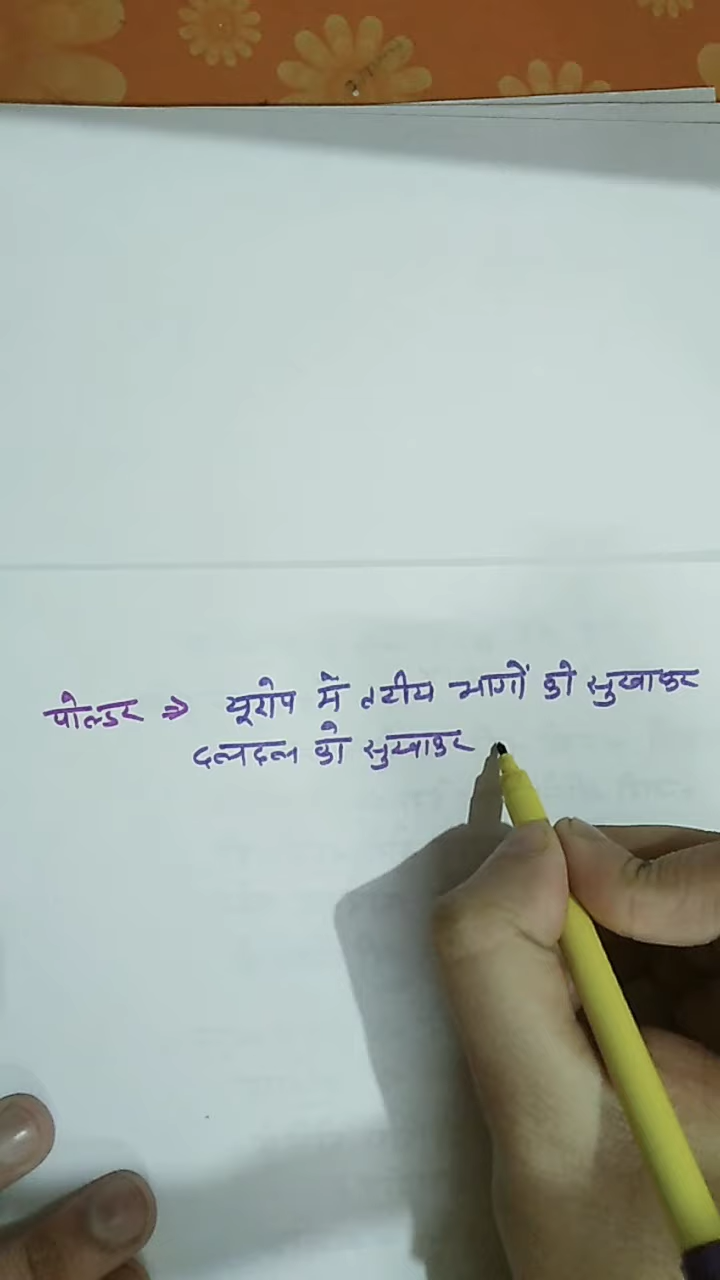 पोल्डर ⇒ यूरोप में तटीय भागों को सुखाकर
दलदल को सुखाकर